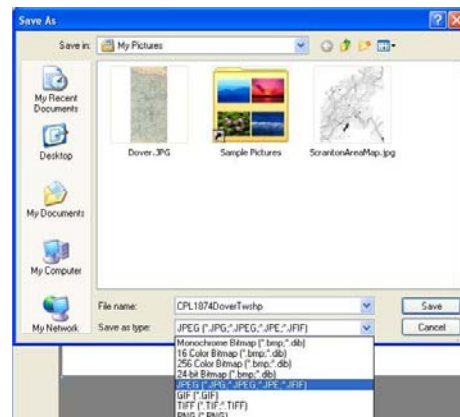 Save As
Save in:
My Pictures
My Recent Documents
Desktop
My Documents
My Computer
My Network
Dover.JPG
Sample Pictures
ScrantonAreaMap.jpg
File name:
CPL1874DoverTwshp
Save
Save as type:
JPEG (*.JPG;*.JPEG;*.JPE;*.JFIF)
Cancel
Monochrome Bitmap (*.bmp;*.dib)
16 Color Bitmap (*.bmp;*.dib)
256 Color Bitmap (*.bmp;*.dib)
24-bit Bitmap (*.bmp;*.dib)
JPEG (*.JPG;*.JPEG;*.JPE;*.JFIF)
GIF (*.GIF)
TIFF (*.TIF;*.TIFF)
PNG (*.PNG)